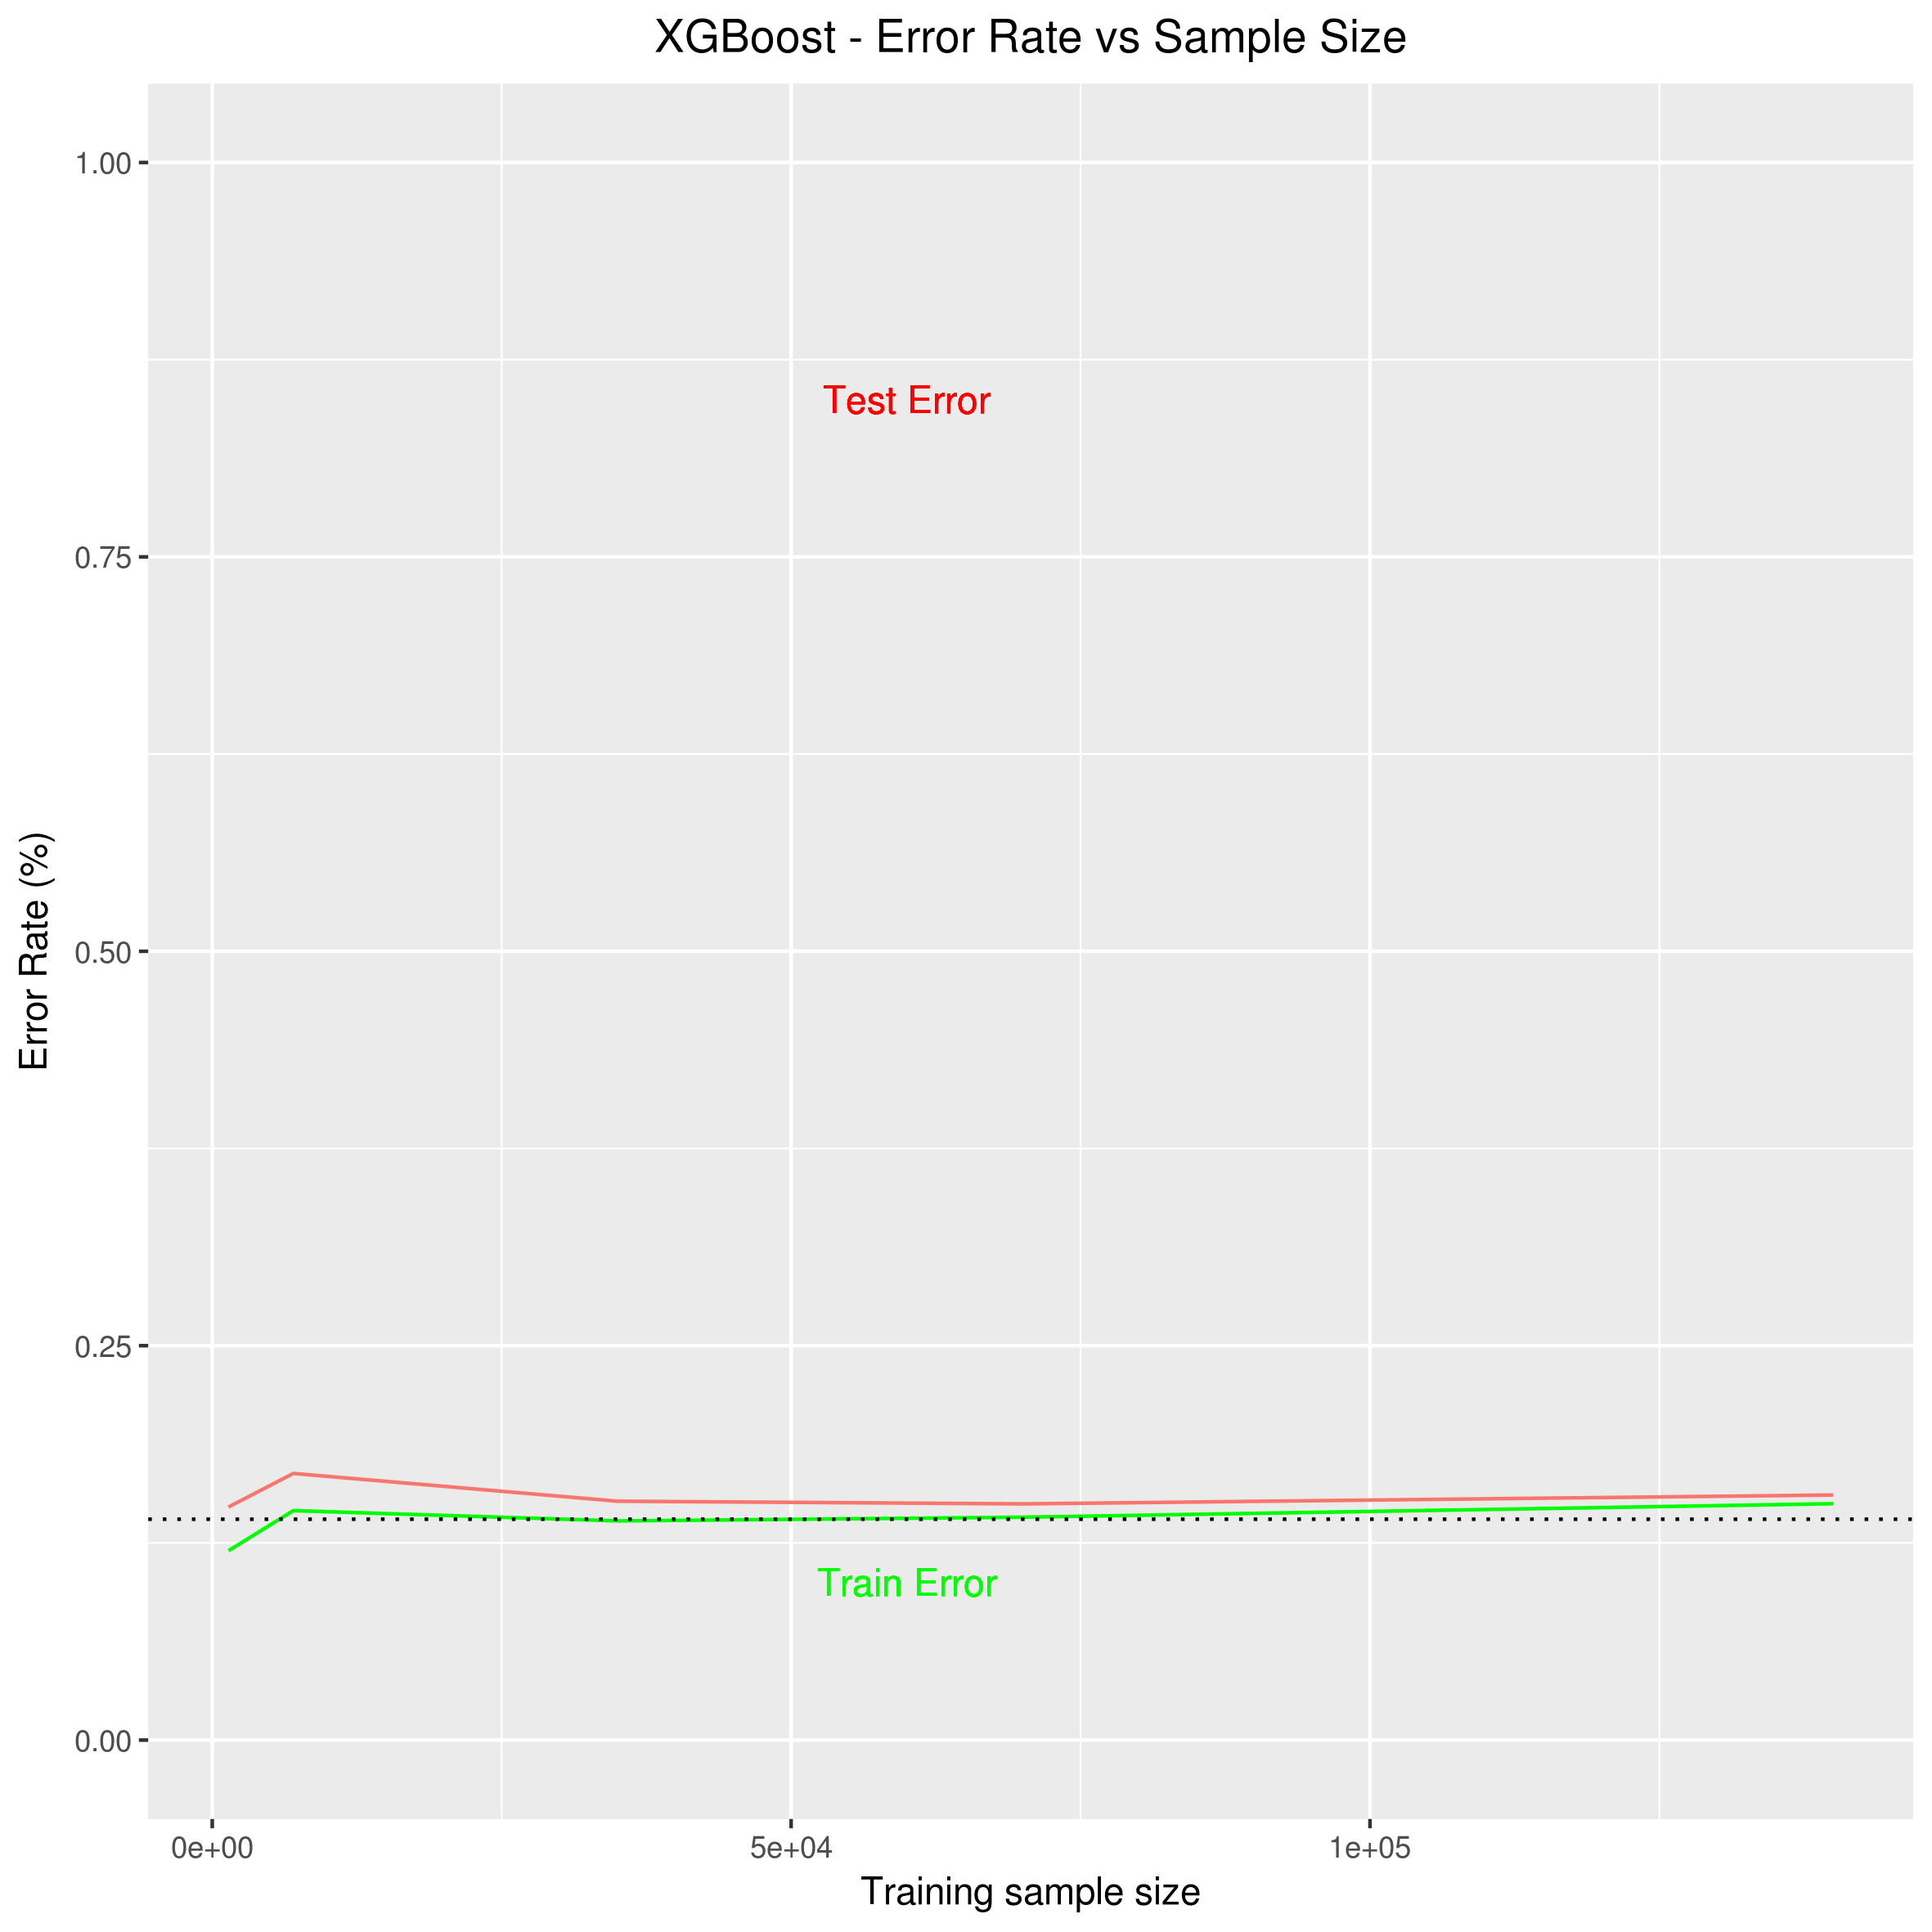 XGBoost - Error Rate vs Sample Size
Error Rate (%)
1.00
0.75
0.50
0.25
0.00
Test Error
Train Error
0e+00
5e+04
1e+05
Training sample size